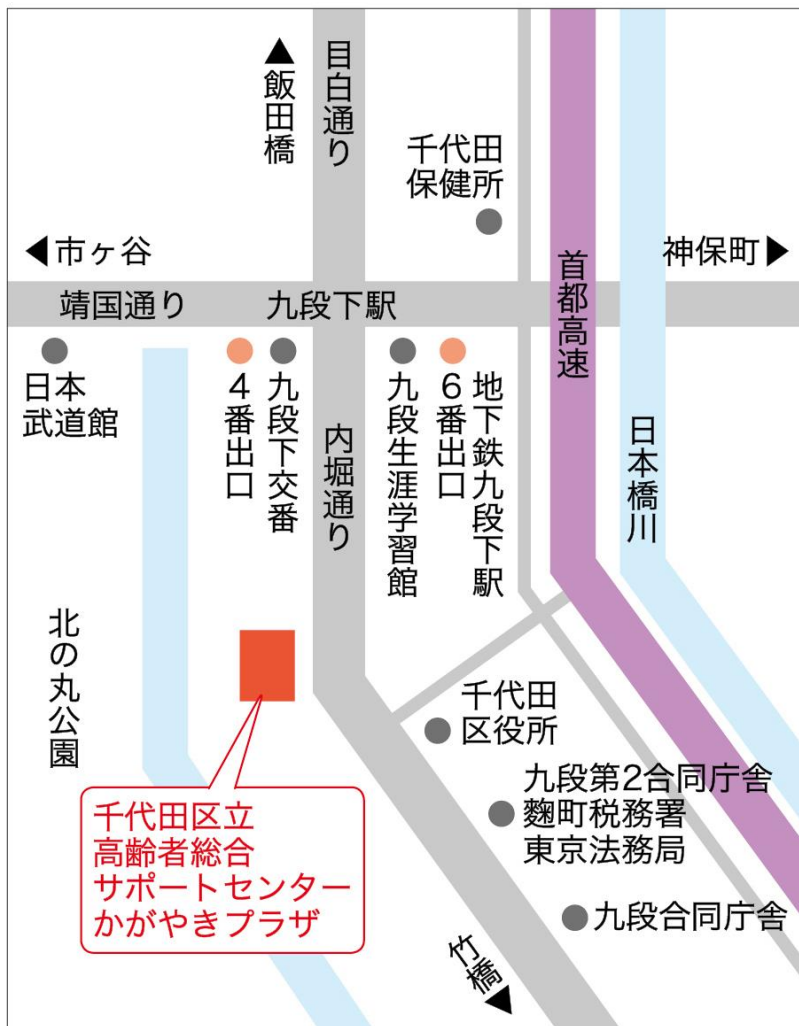 ▲飯田橋
目白通り
千代田
保健所
◀市ヶ谷
神保町▶
靖国通り
九段下駅
首都高速
日本
武道館
4番出口
九段下交番
内堀通り
九段生涯学習館
6番出口
地下鉄九段下駅
日本橋川
北の丸公園
千代田
区役所
九段第2合同庁舎
麴町税務署
東京法務局
千代田区立
高齢者総合
サポートセンター
かがやきプラザ
九段合同庁舎
竹橋▼